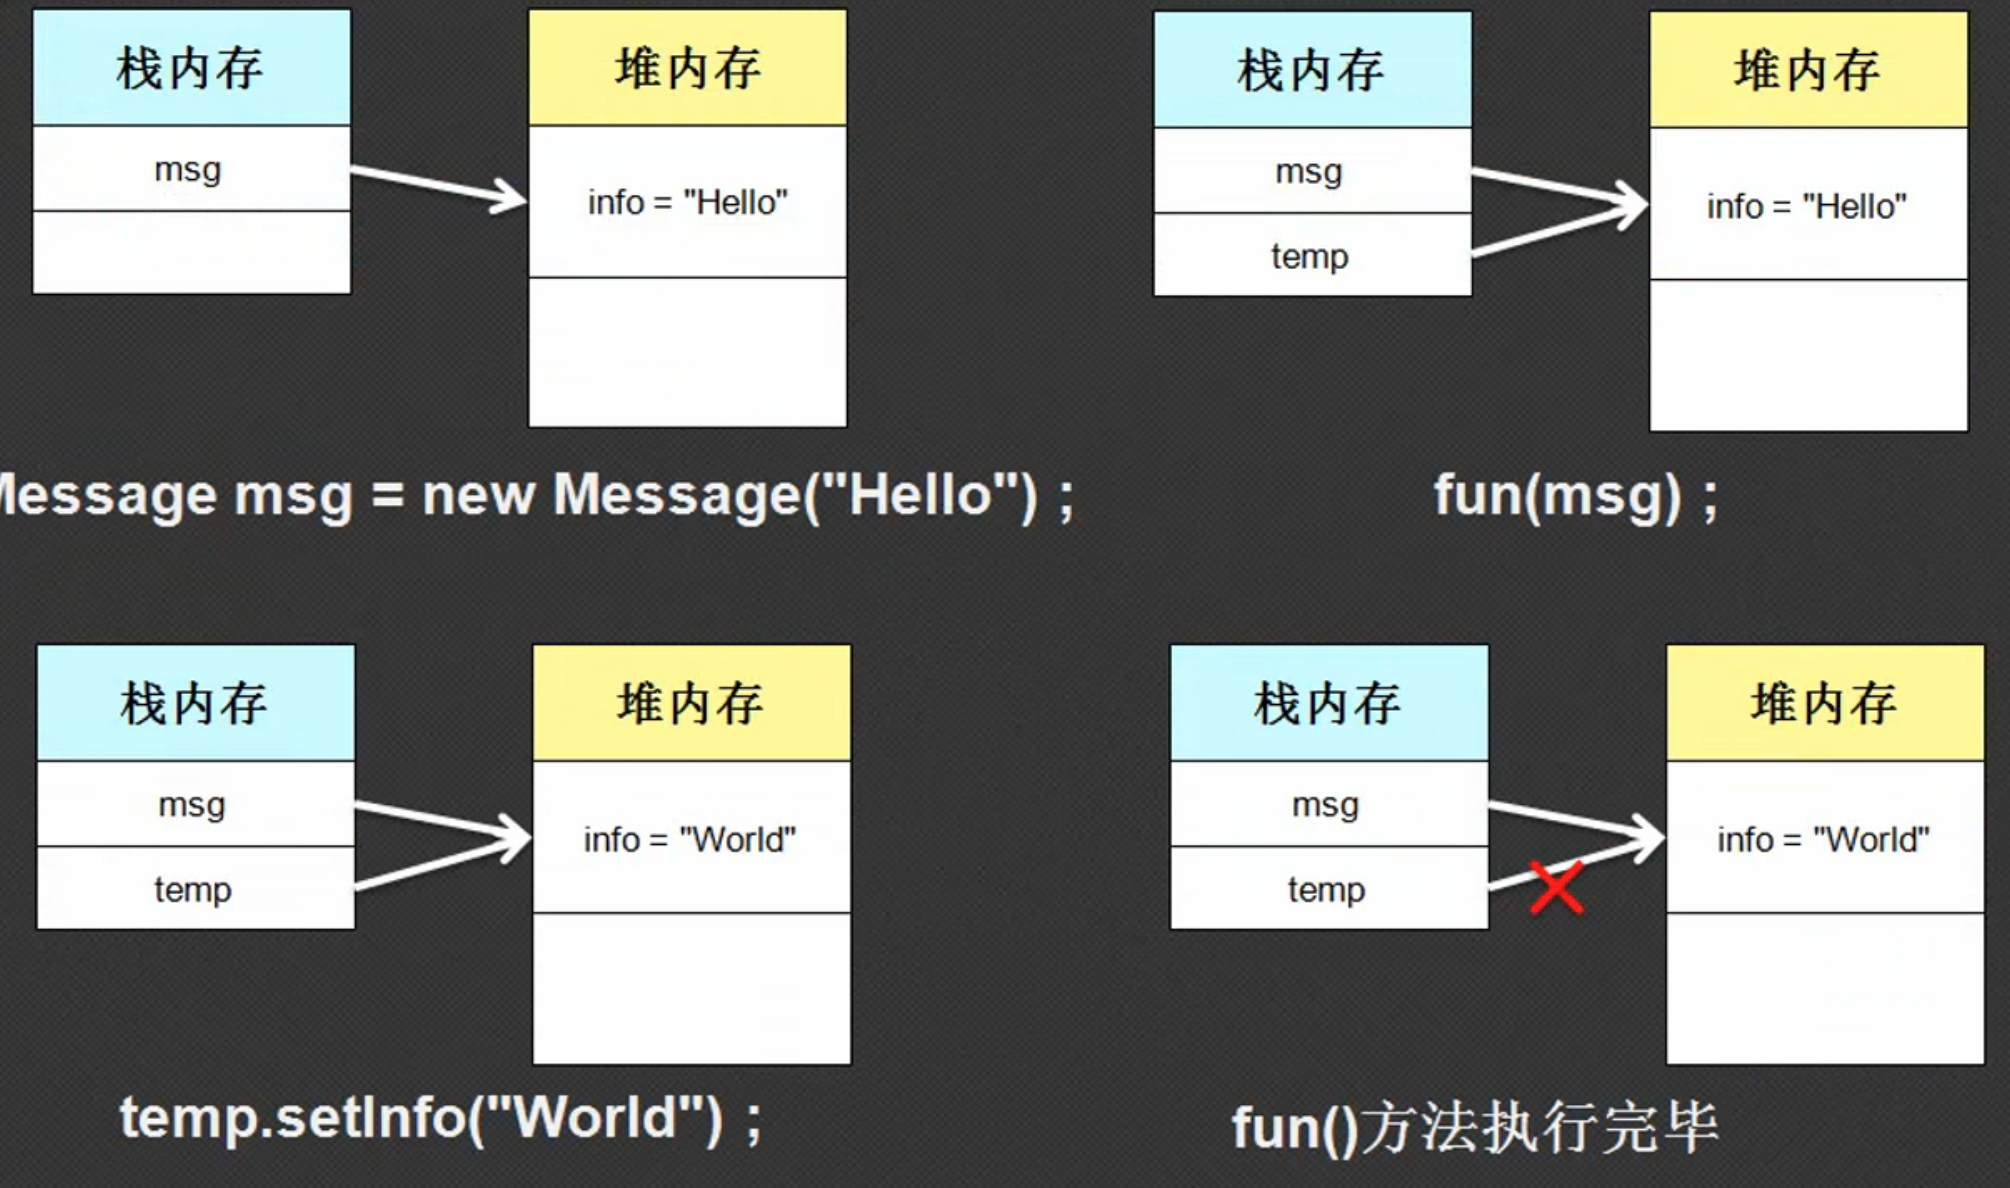 栈内存
堆内存
msg
info = "Hello"
Message msg = new Message("Hello") ;
栈内存
堆内存
msg
temp
info = "Hello"
fun(msg) ;
栈内存
堆内存
msg
temp
info = "World"
temp.setInfo("World") ;
栈内存
堆内存
msg
temp
info = "World"
fun()方法执行完毕